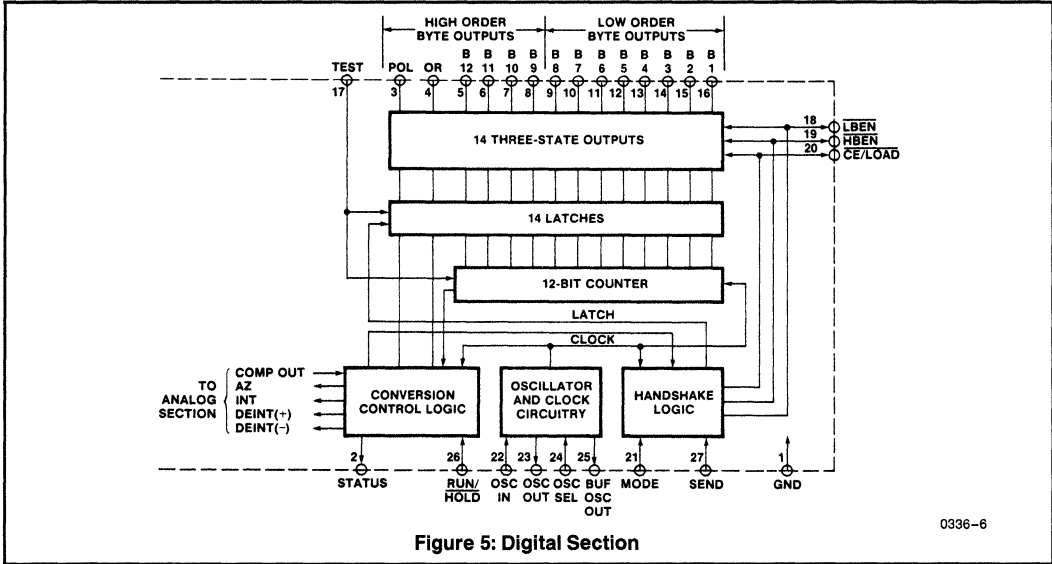 HIGH ORDER BYTE OUTPUTS
LOW ORDER BYTE OUTPUTS
TEST POL OR B 12 B 11 B 10 B 9 B 8 B 7 B 6 B 5 B 4 B 3 B 2 B 1
17 3 4 5 6 7 8 9 10 11 12 13 14 15 16
14 THREE-STATE OUTPUTS
18 LBEN
19 HBEN
20 CE/LOAD
14 LATCHES
12-BIT COUNTER
LATCH
CLOCK
TO ANALOG SECTION
COMP OUT
AZ
INT
DEINT(+)
DEINT(−)
CONVERSION CONTROL LOGIC
OSCILLATOR AND CLOCK CIRCUITRY
HANDSHAKE LOGIC
2 26 22 23 24 25 21 27 1
STATUS
RUN/HOLD
OSC IN
OSC OUT
OSC SEL
BUF OSC OUT
MODE
SEND
GND
0336–6
Figure 5: Digital Section